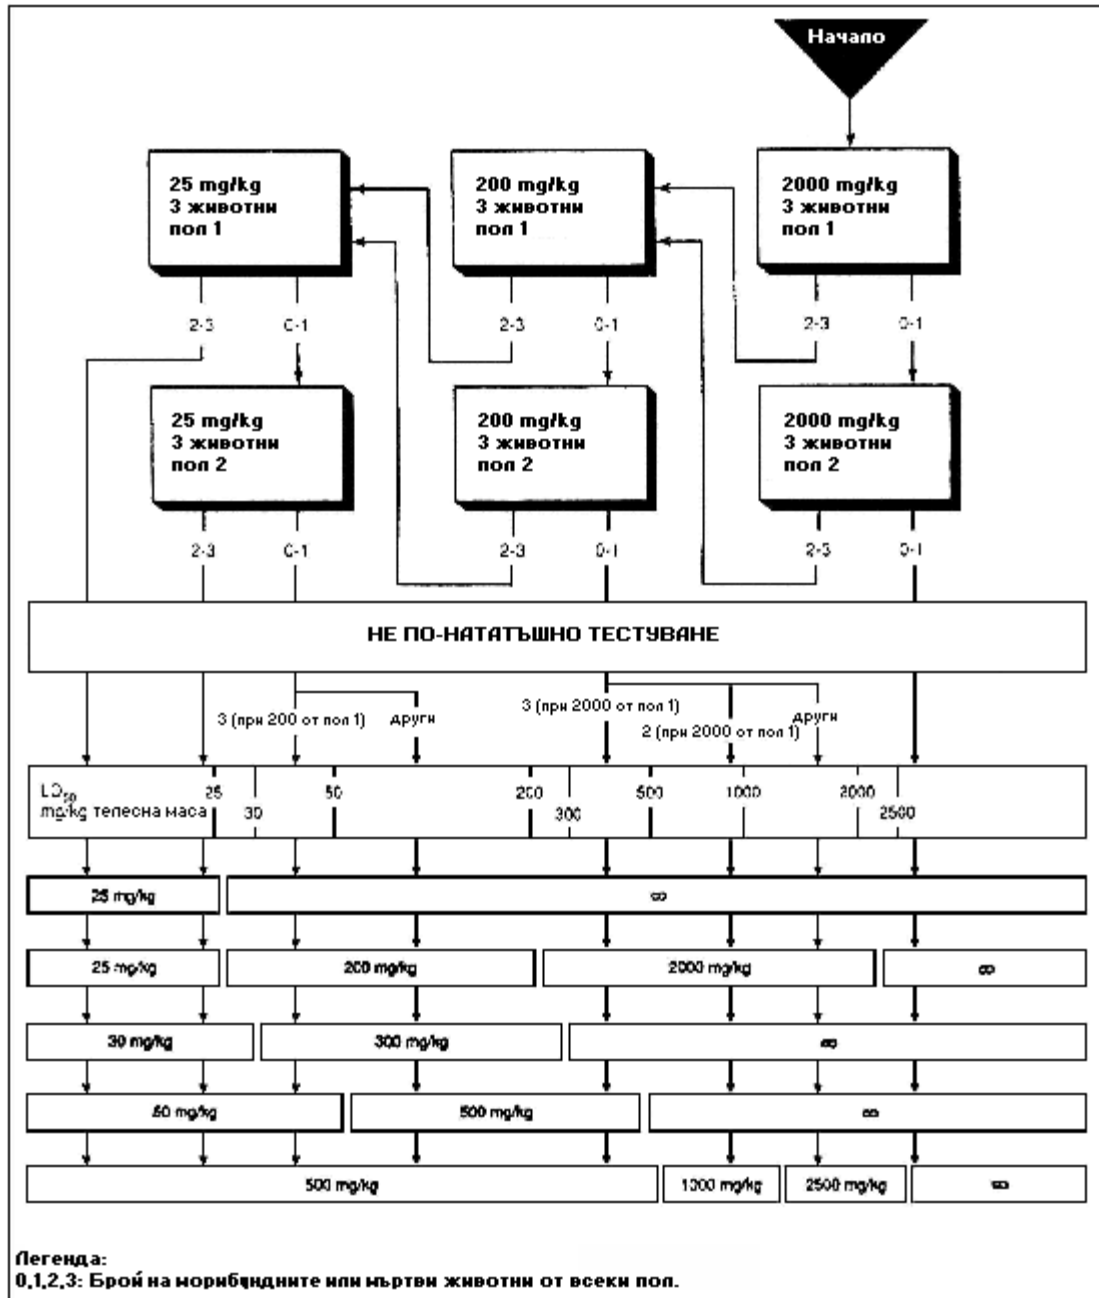 Начало
25 mg/kg
3 животни
пол 1
200 mg/kg
3 животни
пол 1
2000 mg/kg
3 животни
пол 1
2-3 0-1 2-3 0-1 2-3 0-1
25 mg/kg
3 животни
пол 2
200 mg/kg
3 животни
пол 2
2000 mg/kg
3 животни
пол 2
2-3 0-1 2-3 0-1 2-3 0-1
НЕ ПО-НАТАТЪШНО ТЕСТУВАНЕ
3 (при 200 от пол 1) други 3 (при 2000 от пол 1) 2 (при 2000 от пол 1) други
LD50
mg/kg телесна маса
25 30 50 200 300 500 1000 2000 2500
25 mg/kg ∞
25 mg/kg 200 mg/kg 2000 mg/kg ∞
30 mg/kg 300 mg/kg ∞
50 mg/kg 500 mg/kg ∞
500 mg/kg 1000 mg/kg 2500 mg/kg ∞
Легенда:
0,1,2,3: Брой на морибундните или мъртви животни от всеки пол.